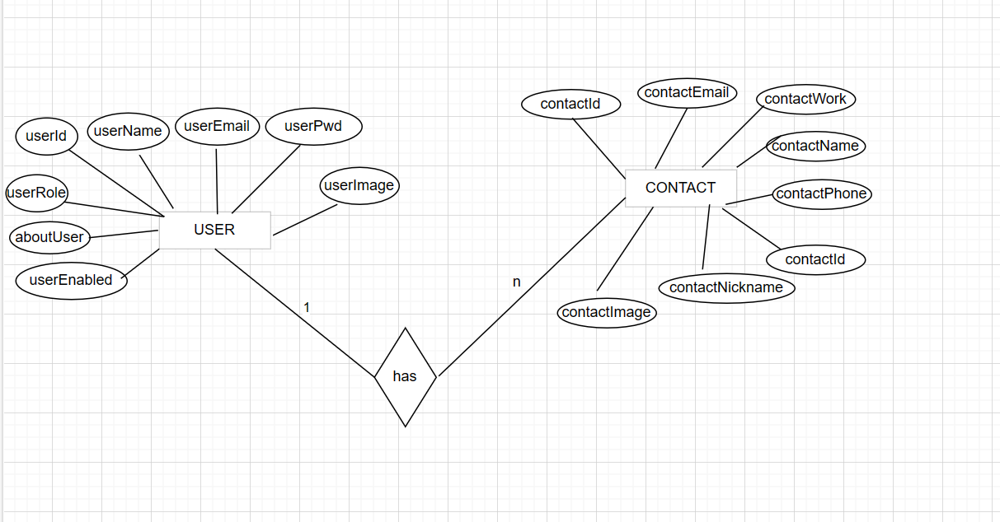 contactEmail
contactId
contactWork
userName
userEmail
userPwd
userId
contactName
userImage
CONTACT
userRole
contactPhone
USER
aboutUser
contactId
userEnabled
n
contactNickname
1
contactImage
has